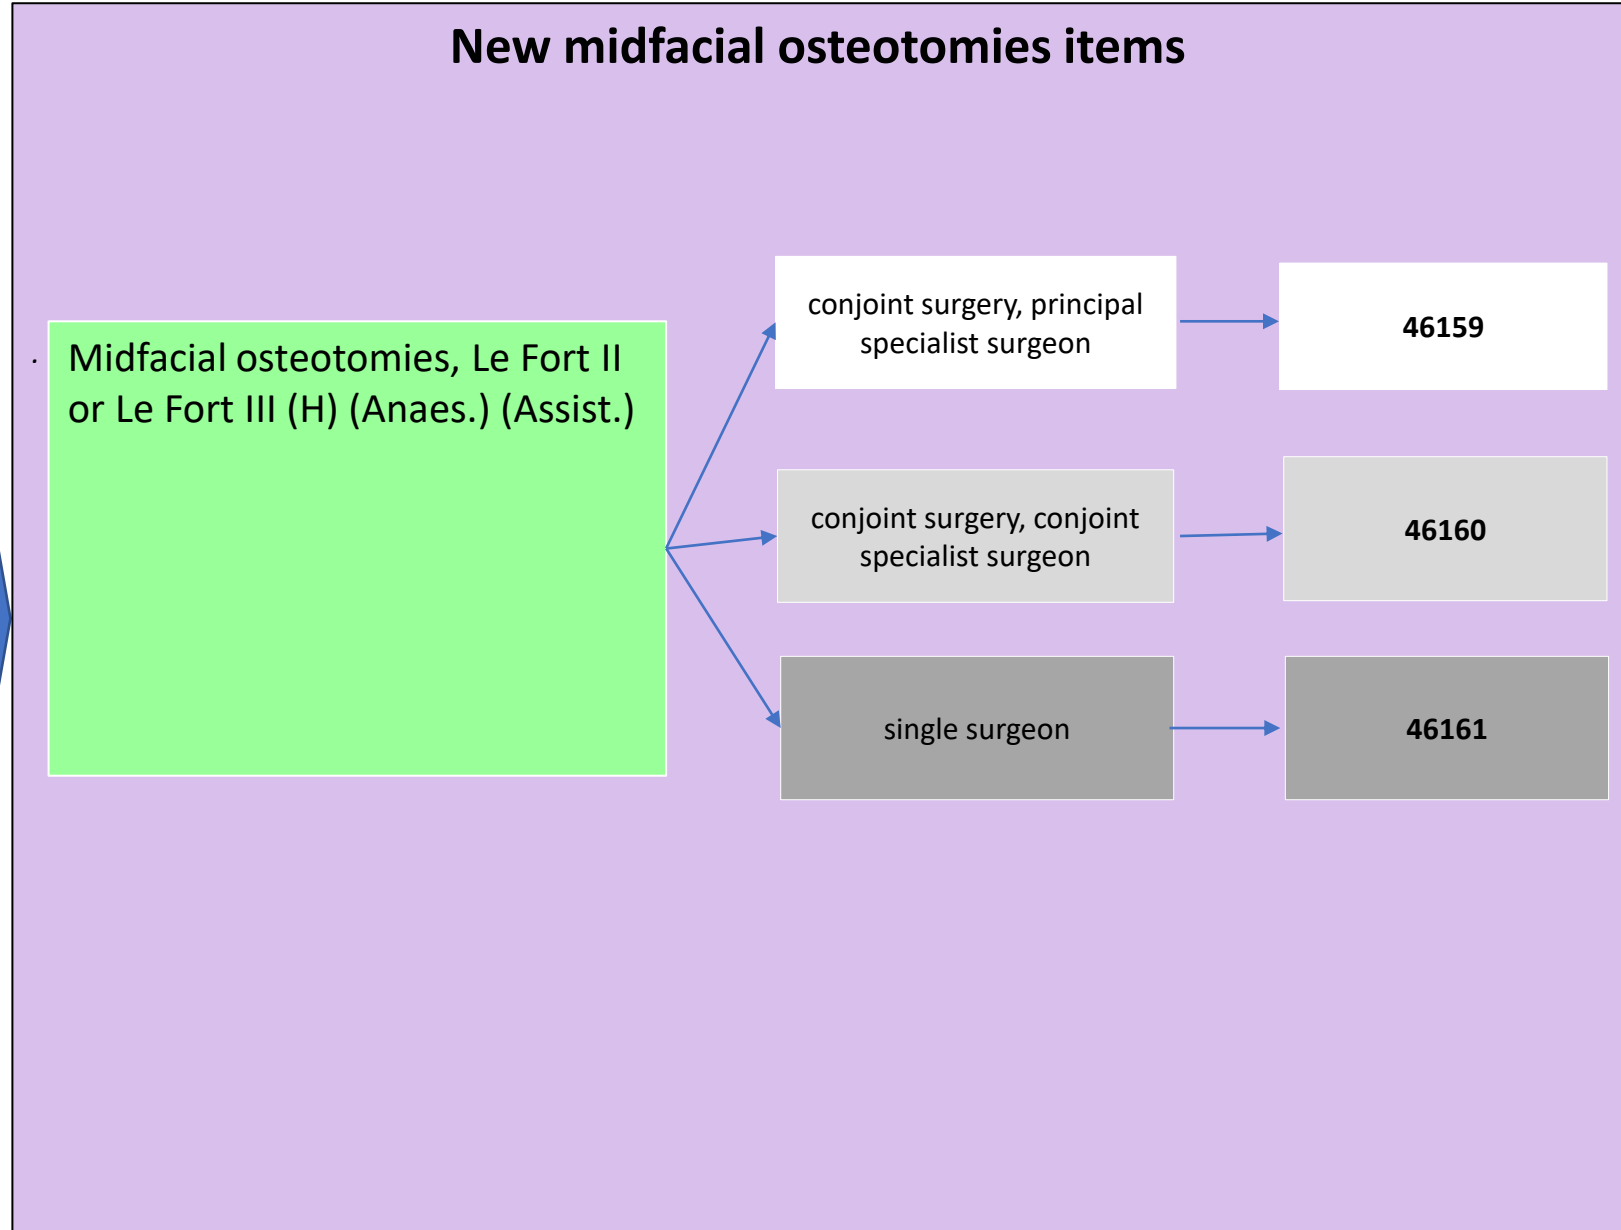 New midfacial osteotomies items
.
Midfacial osteotomies, Le Fort II
or Le Fort III (H) (Anaes.) (Assist.)
conjoint surgery, principal
specialist surgeon
46159
conjoint surgery, conjoint
specialist surgeon
46160
single surgeon
46161